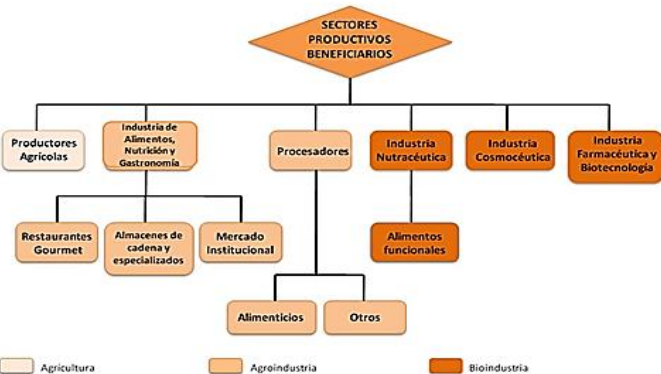 SECTORES
PRODUCTIVOS
BENEFICIARIOS
Productores
Agrícolas
Industria de
Alimentos,
Nutrición y
Gastronomía
Procesadores
Industria
Nutracéutica
Industria
Cosmocéutica
Industria
Farmacéutica y
Biotecnología
Restaurantes
Gourmet
Almacenes de
cadena y
especializados
Mercado
Institucional
Alimentos
funcionales
Alimenticios
Otros
Agricultura
Agroindustria
Bioindustria